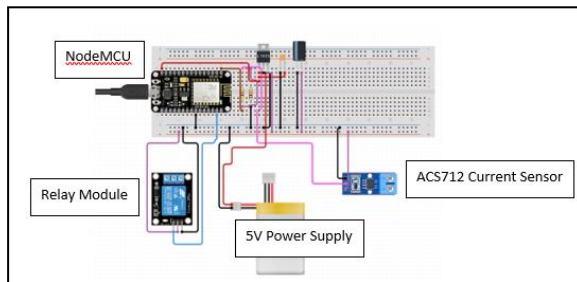 NodeMCU
Relay Module
5V Power Supply
ACS712 Current Sensor